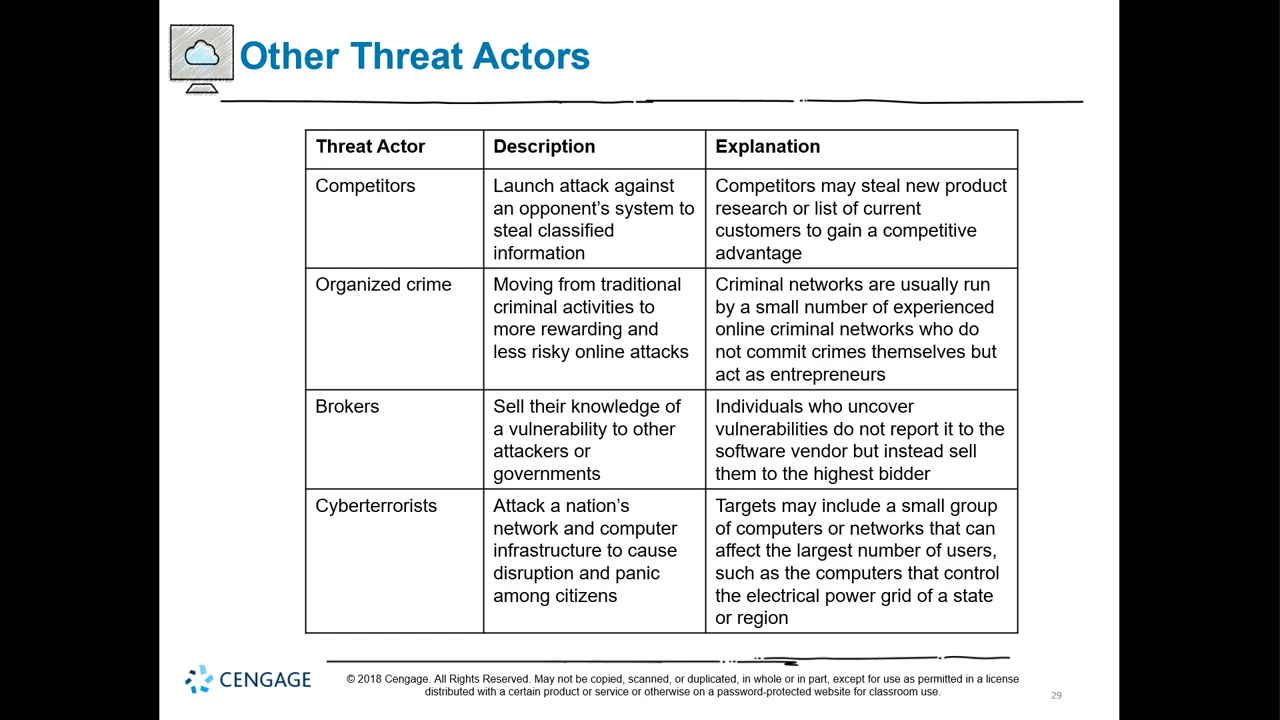 Other Threat Actors
Threat Actor
Description
Explanation
Competitors
Launch attack against
an opponent’s system to
steal classified
information
Competitors may steal new product
research or list of current
customers to gain a competitive
advantage
Organized crime
Moving from traditional
criminal activities to
more rewarding and
less risky online attacks
Criminal networks are usually run
by a small number of experienced
online criminal networks who do
not commit crimes themselves but
act as entrepreneurs
Brokers
Sell their knowledge of
a vulnerability to other
attackers or
governments
Individuals who uncover
vulnerabilities do not report it to the
software vendor but instead sell
them to the highest bidder
Cyberterrorists
Attack a nation’s
network and computer
infrastructure to cause
disruption and panic
among citizens
Targets may include a small group
of computers or networks that can
affect the largest number of users,
such as the computers that control
the electrical power grid of a state
or region
CENGAGE
© 2018 Cengage. All Rights Reserved. May not be copied, scanned, or duplicated, in whole or in part, except for use as permitted in a license
distributed with a certain product or service or otherwise on a password-protected website for classroom use.
29